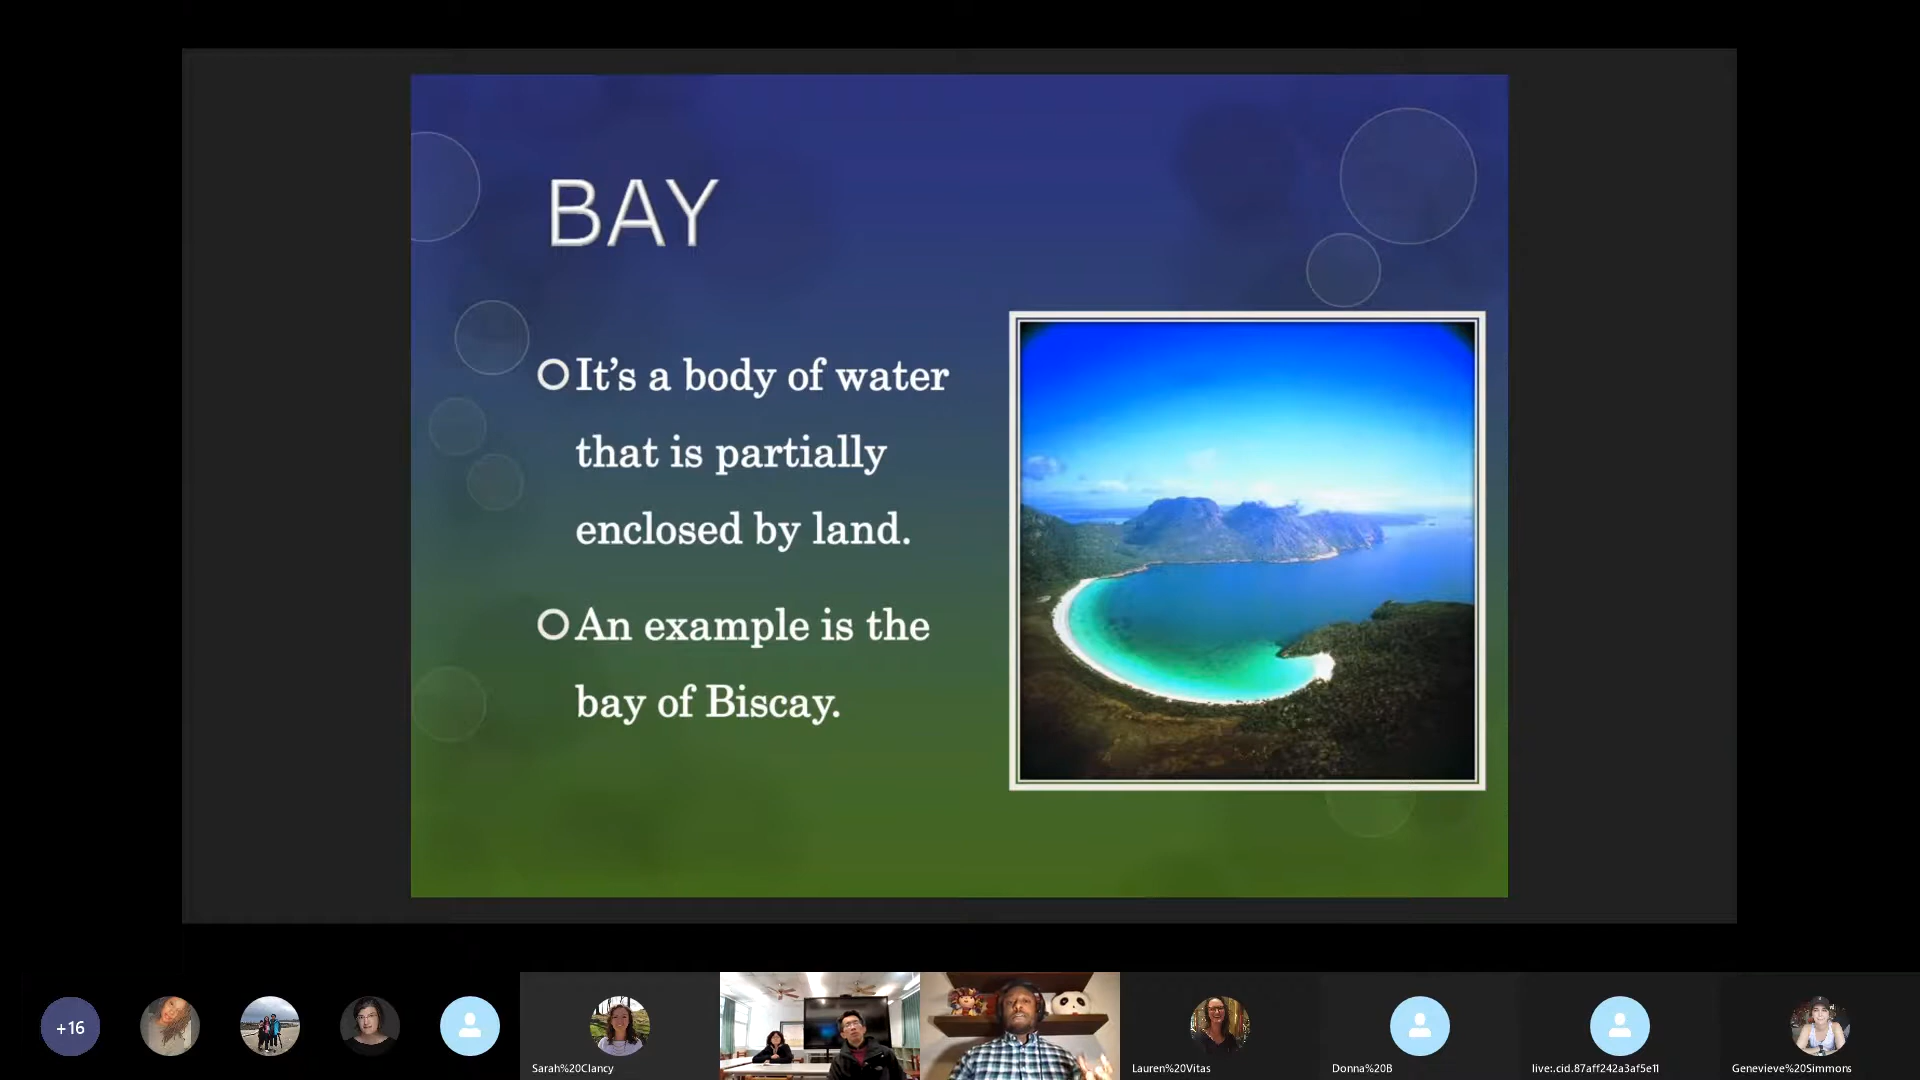 BAY
It's a body of water
that is partially
enclosed by land.
An example is the
bay of Biscay.
+16
Sarah%20Clancy
Lauren%20Vitas
Donna%20B
live:.cid.87aff242a3af5e11
Genevieve%20Simmons